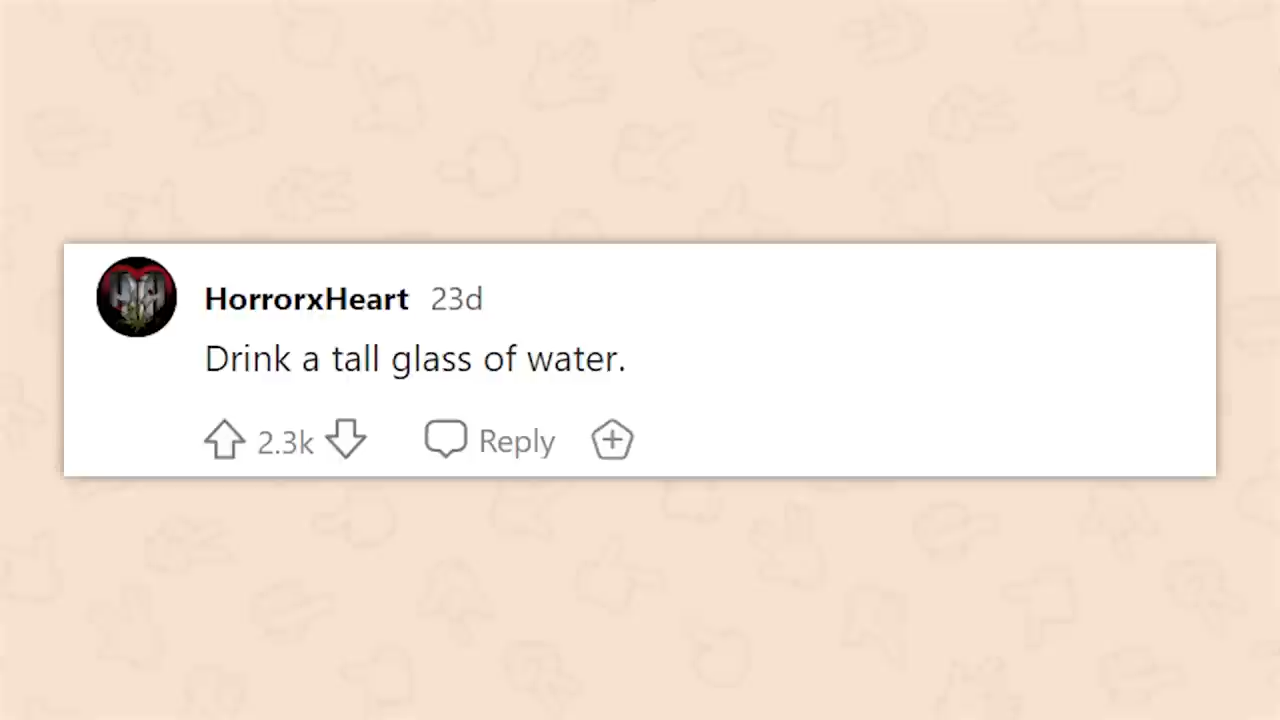 HorrorxHeart 23d
Drink a tall glass of water.
2.3k Reply